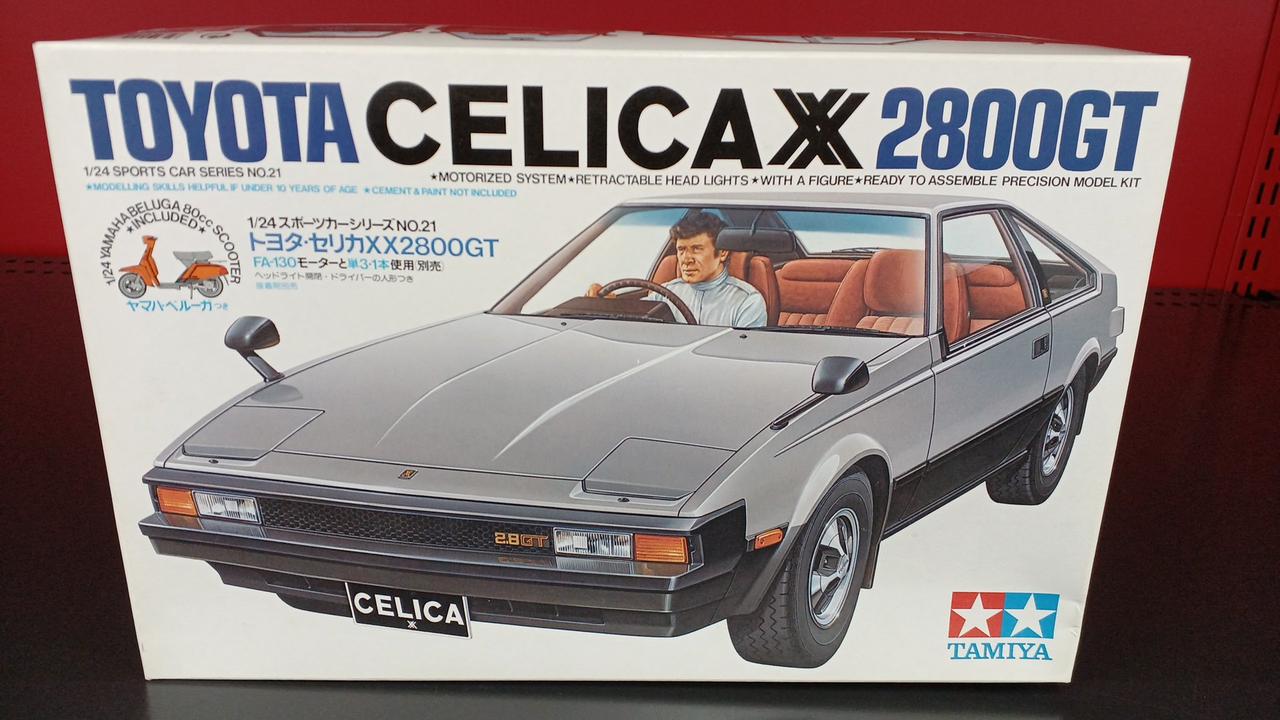 TOYOTA CELICA XX 2800GT
1/24 SPORTS CAR SERIES NO.21
★MOTORIZED SYSTEM★RETRACTABLE HEAD LIGHTS ★WITH A FIGURE★READY TO ASSEMBLE PRECISION MODEL KIT
★MODELLING SKILLS HELPFUL IF UNDER 10 YEARS OF AGE ★CEMENT & PAINT NOT INCLUDED
1/24 YAMAHA BELUGA 80cc SCOOTER
★INCLUDED★
ヤマハ・ベルーガつき
1/24スポーツカーシリーズNO.21
トヨタ・セリカXX2800GT
FA-130モーターと単3・1本使用(別売)
ヘッドライト開閉・ドライバーの人形つき
接着剤別売
2.8GT
CELICA
XX
TAMIYA